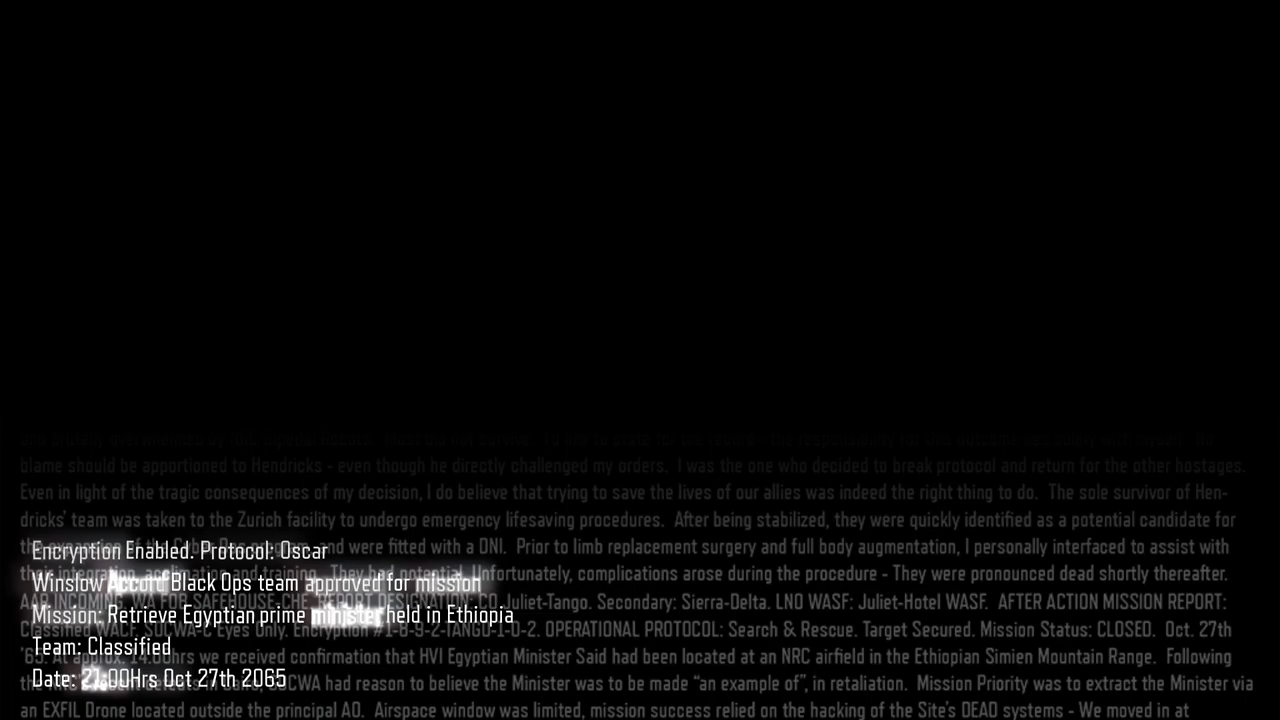 blame should be apportioned to Hendricks - even though he directly challenged my orders.  I was the one who decided to break protocol and return for the other hostages.
Even in light of the tragic consequences of my decision, I do believe that trying to save the lives of our allies was indeed the right thing to do.  The sole survivor of Hen-
dricks' team was taken to the Zurich facility to undergo emergency lifesaving procedures.  After being stabilized, they were quickly identified as a potential candidate for
and were fitted with a DNI.  Prior to limb replacement surgery and full body augmentation, I personally interfaced to assist with
Unfortunately, complications arose during the procedure - They were pronounced dead shortly thereafter.
Juliet-Tango. Secondary: Sierra-Delta. LNO WASF: Juliet-Hotel WASF.  AFTER ACTION MISSION REPORT:
Classified WACF, SOCWA-C Eyes Only. Encryption #1-B-9-2-TANGO-1-0-2. OPERATIONAL PROTOCOL: Search & Rescue. Target Secured. Mission Status: CLOSED.  Oct. 27th
'65. At approx. 14.60hrs we received confirmation that HVI Egyptian Minister Said had been located at an NRC airfield in the Ethiopian Simien Mountain Range.  Following
had reason to believe the Minister was to be made "an example of", in retaliation.  Mission Priority was to extract the Minister via
an EXFIL Drone located outside the principal AO.  Airspace window was limited, mission success relied on the hacking of the Site's DEAD systems - We moved in at
Encryption Enabled. Protocol: Oscar
Winslow Accord Black Ops team approved for mission
Mission: Retrieve Egyptian prime minister held in Ethiopia
Team: Classified
Date: 21:00Hrs Oct 27th 2065